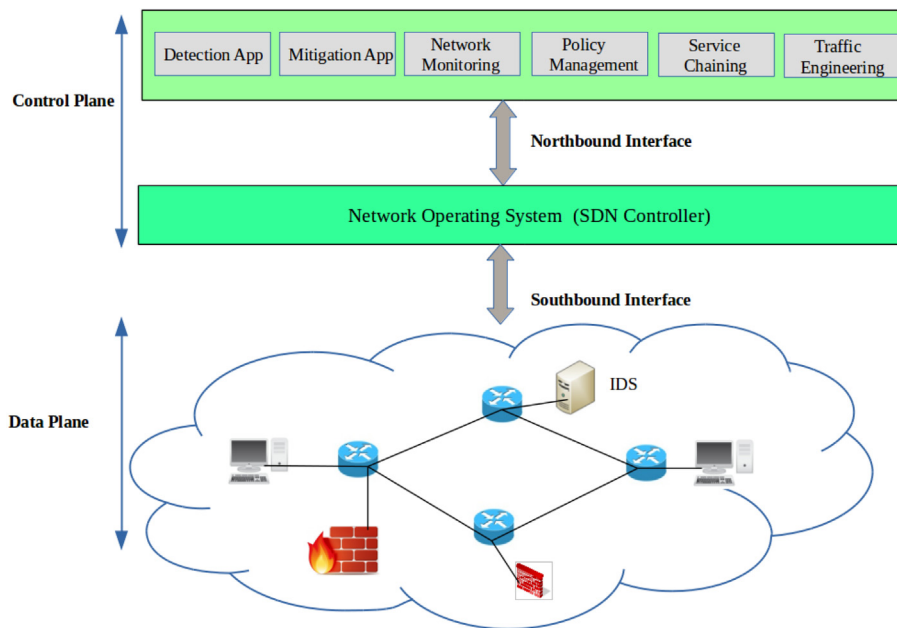 Detection App
Mitigation App
Network
Monitoring
Policy
Management
Service
Chaining
Traffic
Engineering
Control Plane
Northbound Interface
Network Operating System (SDN Controller)
Southbound Interface
IDS
Data Plane